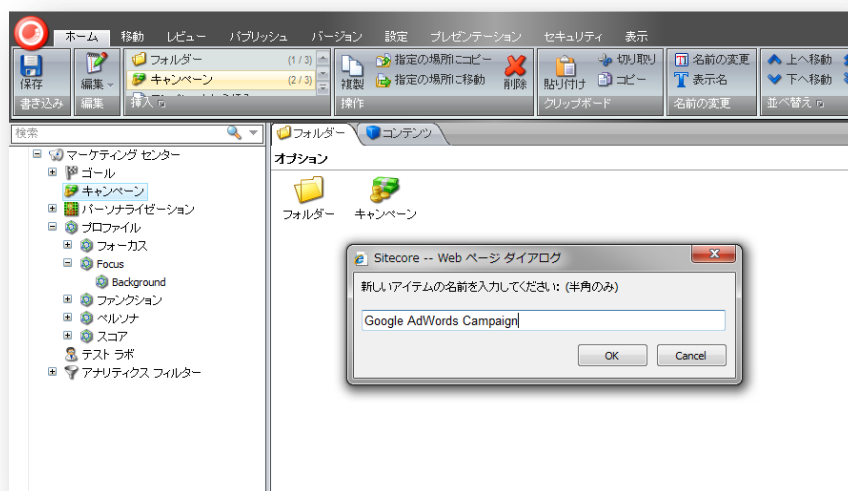 ホーム 移動 レビュー パブリッシュ バージョン 設定 プレゼンテーション セキュリティ 表示
フォルダー (1 / 3) 指定の場所にコピー 切り取り 名前の変更 上へ移動
保存 編集 キャンペーン (2 / 3) 複製 指定の場所に移動 削除 貼り付け コピー 表示名 下へ移動
書き込み 編集 挿入 操作 クリップボード 名前の変更 並べ替え
検索 フォルダー コンテンツ
マーケティング センター
ゴール
キャンペーン
パーソナライゼーション
プロファイル
フォーカス
Focus
Background
ファンクション
ペルソナ
スコア
テスト ラボ
アナリティクス フィルター
オプション
フォルダー キャンペーン
Sitecore -- Web ページ ダイアログ
新しいアイテムの名前を入力してください: (半角のみ)
Google AdWords Campaign
OK Cancel